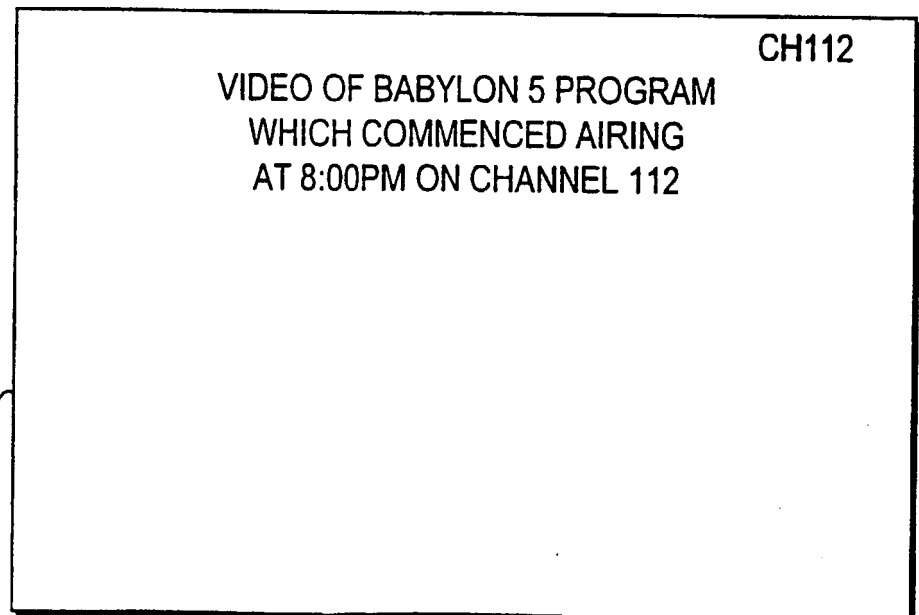 CH112
VIDEO OF BABYLON 5 PROGRAM
WHICH COMMENCED AIRING
AT 8:00PM ON CHANNEL 112